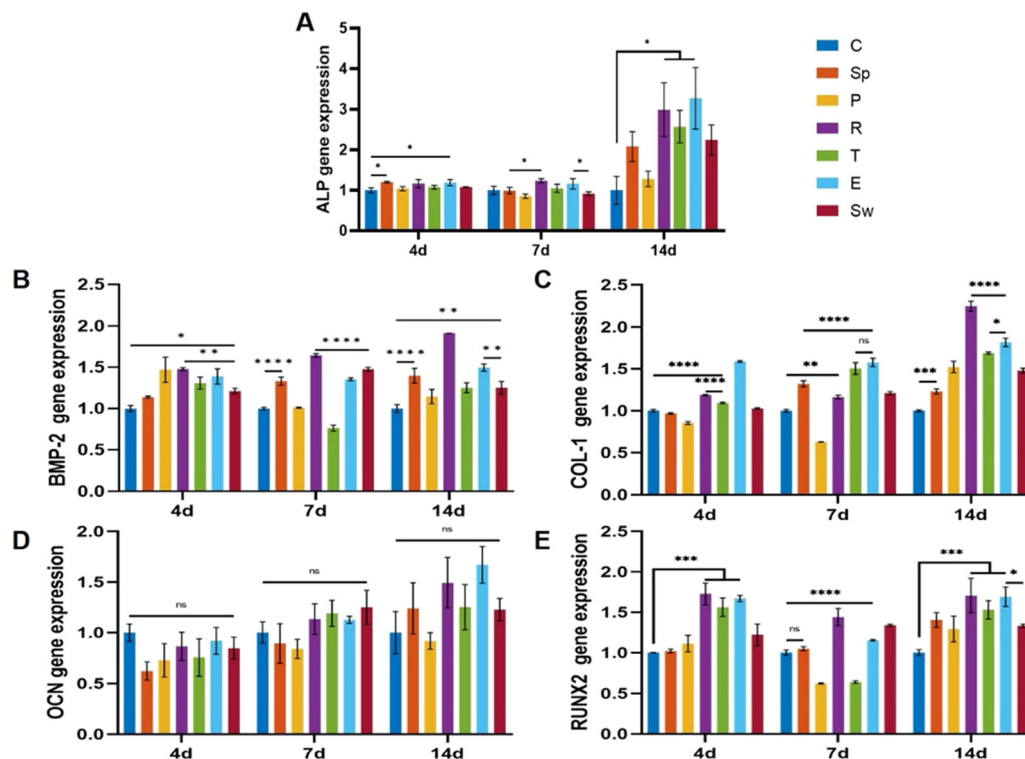 A
ALP gene expression
5
4
3
2
1
0
*
*
*
*
*
4d
7d
14d
C
Sp
P
R
T
E
Sw
B
BMP-2 gene expression
2.5
2.0
1.5
1.0
0.5
0.0
*
**
****
****
**
****
**
4d
7d
14d
C
COL-1 gene expression
2.5
2.0
1.5
1.0
0.5
0.0
****
****
****
**
ns
****
*
***
4d
7d
14d
D
OCN gene expression
2.0
1.5
1.0
0.5
0.0
ns
ns
ns
4d
7d
14d
E
RUNX2 gene expression
2.5
2.0
1.5
1.0
0.5
0.0
***
****
ns
***
*
4d
7d
14d